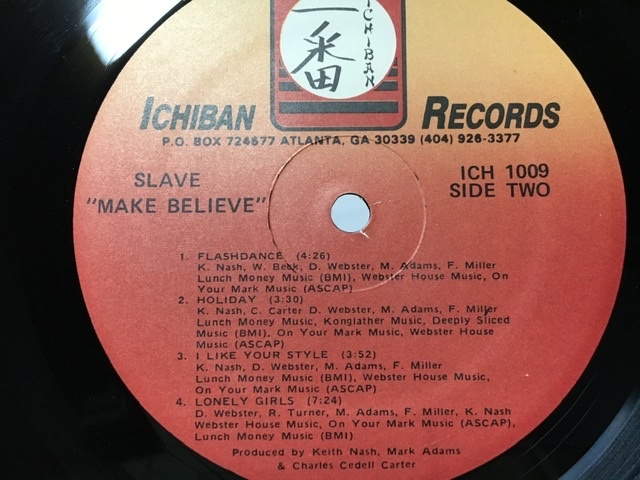 一番
ICHIBAN
ICHIBAN RECORDS
P.O. BOX 724677 ATLANTA, GA 30339 (404) 926-3377
SLAVE
"MAKE BELIEVE"
ICH 1009
SIDE TWO
1. FLASHDANCE (4:26)
K. Nash, W. Beck, D. Webster, M. Adams, F. Miller
Lunch Money Music (BMI), Webster House Music, On
Your Mark Music (ASCAP)
2. HOLIDAY (3:30)
K. Nash, C. Carter D. Webster, M. Adams, F. Miller
Lunch Money Music, Konglather Music, Deeply Sliced
Music (BMI), On Your Mark Music, Webster House
Music (ASCAP)
3. I LIKE YOUR STYLE (3:52)
K. Nash, D. Webster, M. Adams, F. Miller
Lunch Money Music (BMI), Webster House Music,
On Your Mark Music (ASCAP)
4. LONELY GIRLS (7:24)
D. Webster, R. Turner, M. Adams, F. Miller, K. Nash
Webster House Music, On Your Mark Music (ASCAP),
Lunch Money Music (BMI)
Produced by Keith Nash, Mark Adams
& Charles Cedell Carter